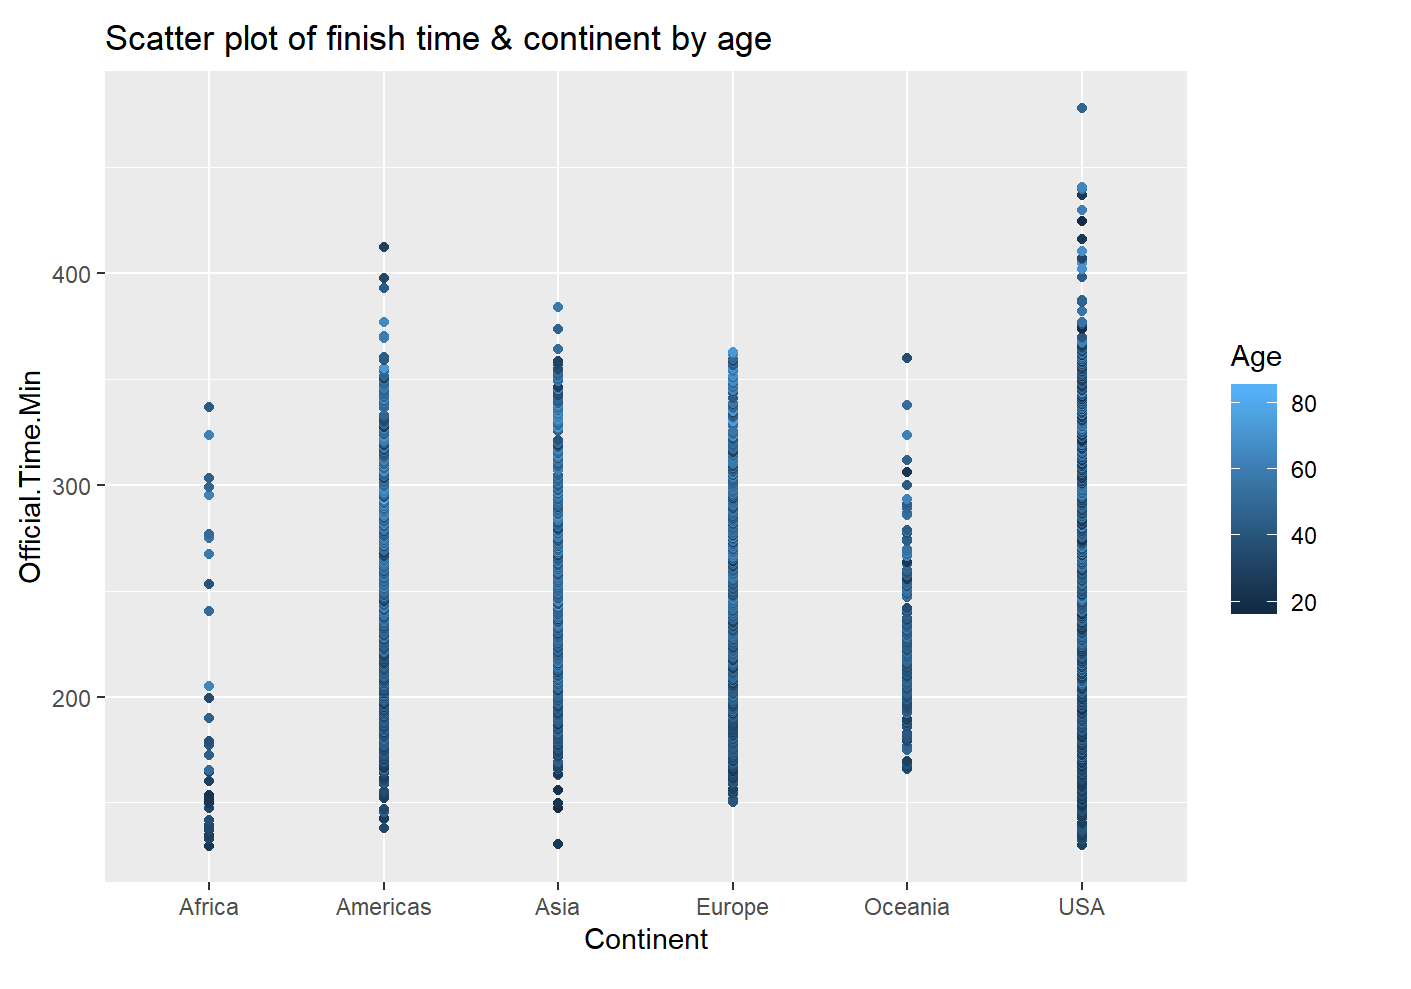 Scatter plot of finish time & continent by age
Official.Time.Min
400
300
200
Africa Americas Asia Europe Oceania USA
Continent
Age
80
60
40
20